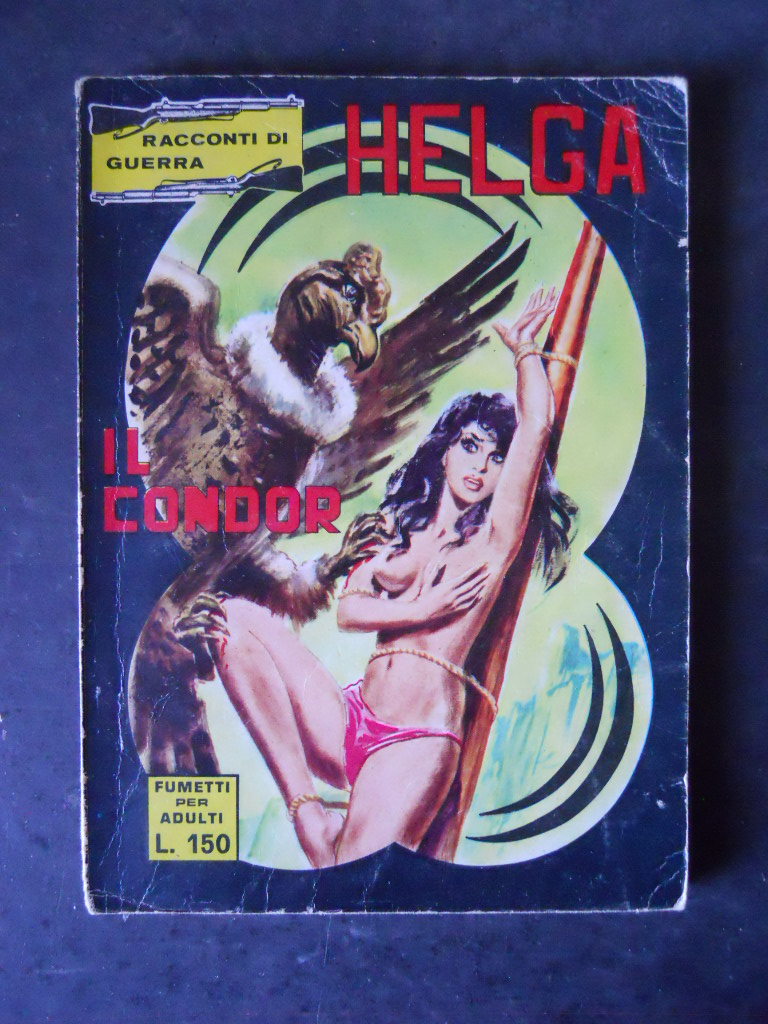 RACCONTI DI
GUERRA
HELGA
IL
CONDOR
FUMETTI
PER
ADULTI
L. 150